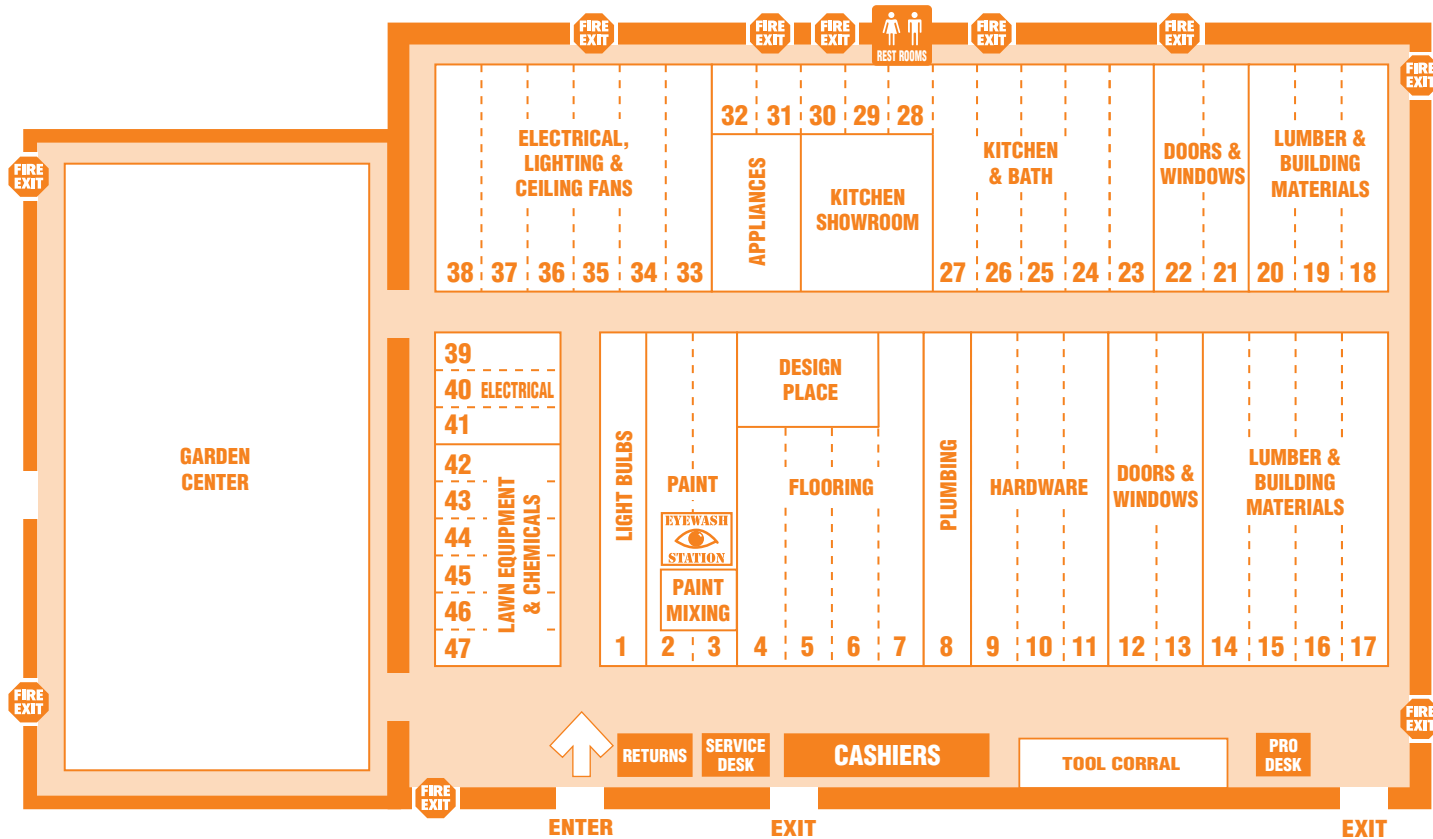 FIRE
EXIT
FIRE
EXIT
FIRE
EXIT
REST ROOMS
FIRE
EXIT
FIRE
EXIT
FIRE
EXIT
FIRE
EXIT
32 31 30 29 28
ELECTRICAL,
LIGHTING &
CEILING FANS
APPLIANCES
KITCHEN
SHOWROOM
KITCHEN
& BATH
DOORS &
WINDOWS
LUMBER &
BUILDING
MATERIALS
38 37 36 35 34 33
27 26 25 24 23 22 21 20 19 18
GARDEN
CENTER
39
40 ELECTRICAL
41
42
43
44
45
46
47
LAWN EQUIPMENT
& CHEMICALS
LIGHT BULBS
PAINT
EYEWASH
STATION
PAINT
MIXING
DESIGN
PLACE
FLOORING
PLUMBING
HARDWARE
DOORS &
WINDOWS
LUMBER &
BUILDING
MATERIALS
1 2 3 4 5 6 7 8 9 10 11 12 13 14 15 16 17
FIRE
EXIT
FIRE
EXIT
RETURNS
SERVICE
DESK
CASHIERS
TOOL CORRAL
PRO
DESK
FIRE
EXIT
ENTER
EXIT
EXIT